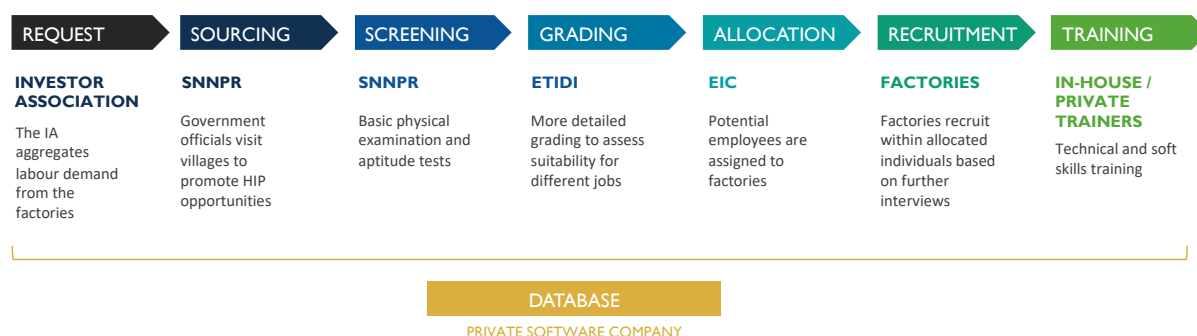 REQUEST
SOURCING
SCREENING
GRADING
ALLOCATION
RECRUITMENT
TRAINING
INVESTOR
ASSOCIATION
The IA
aggregates
labour demand
from the
factories
SNNPR
Government
officials visit
villages to
promote HIP
opportunities
SNNPR
Basic physical
examination and
aptitude tests
ETIDI
More detailed
grading to assess
suitability for
different jobs
EIC
Potential
employees are
assigned to
factories
FACTORIES
Factories recruit
within allocated
individuals based
on further
interviews
IN-HOUSE /
PRIVATE
TRAINERS
Technical and soft
skills training
DATABASE
PRIVATE SOFTWARE COMPANY